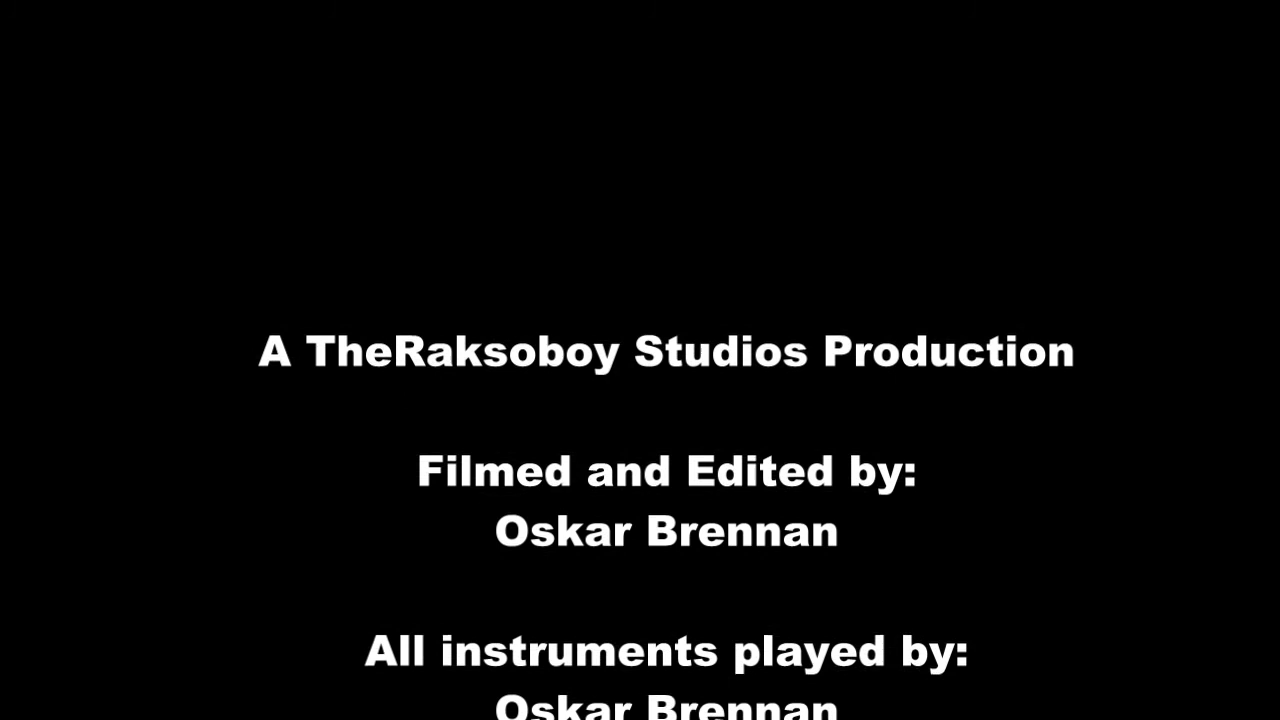 A TheRaksoboy Studios Production
Filmed and Edited by:
Oskar Brennan
All instruments played by:
Oskar Brennan